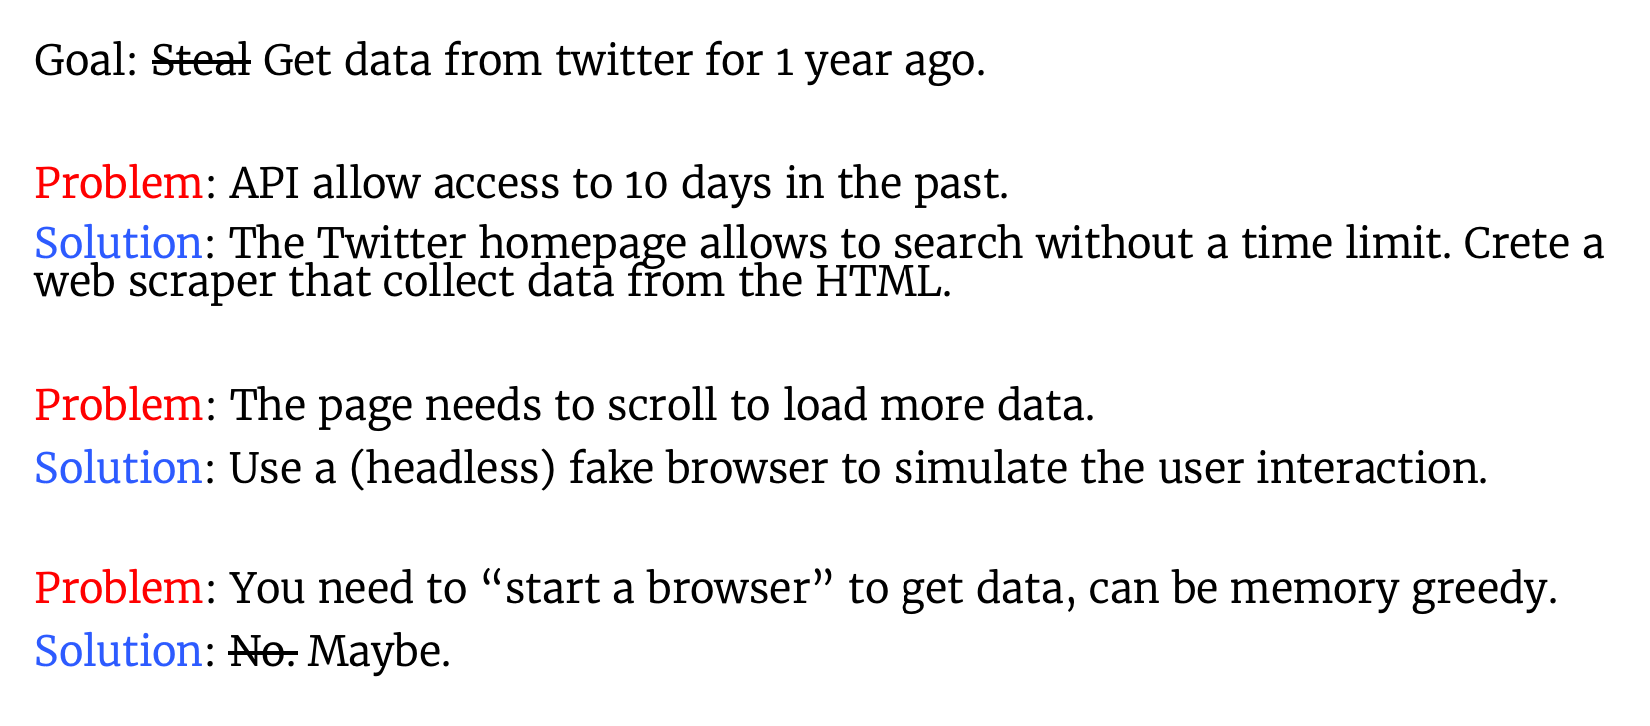 Goal: Steal Get data from twitter for 1 year ago.
Problem: API allow access to 10 days in the past.
Solution: The Twitter homepage allows to search without a time limit. Crete a
web scraper that collect data from the HTML.
Problem: The page needs to scroll to load more data.
Solution: Use a (headless) fake browser to simulate the user interaction.
Problem: You need to “start a browser” to get data, can be memory greedy.
Solution: No. Maybe.